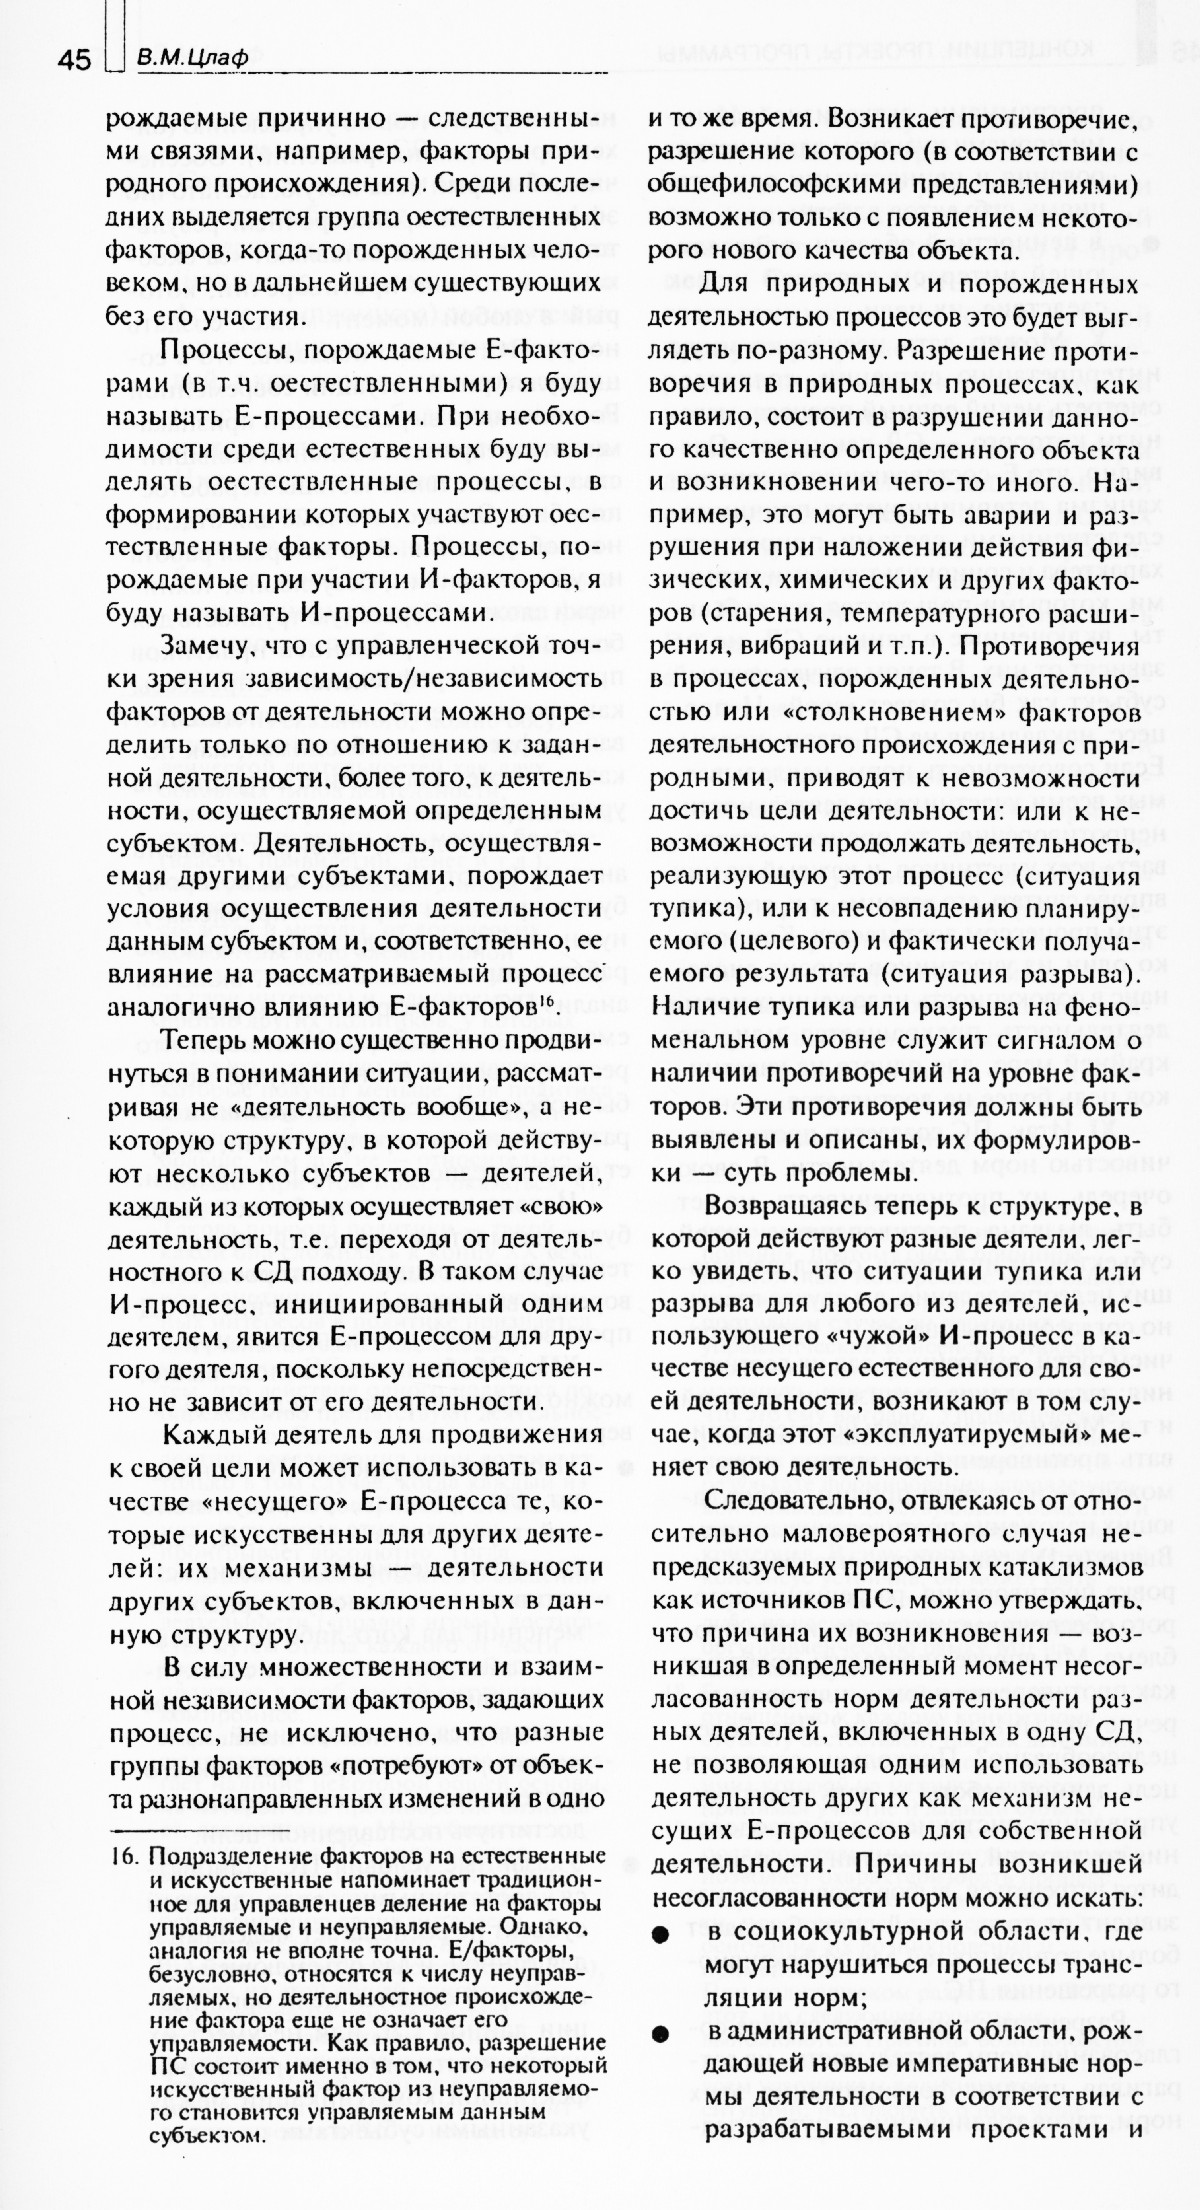 45 В.М.Цлаф
рождаемые причинно — следственны-
ми связями, например, факторы при-
родного происхождения). Среди после-
дних выделяется группа оестествленных
факторов, когда-то порожденных чело-
веком, но в дальнейшем существующих
без его участия.
Процессы, порождаемые Е-факто-
рами (в т.ч. оестествленными) я буду
называть Е-процессами. При необхо-
димости среди естественных буду вы-
делять оестествленные процессы, в
формировании которых участвуют оес-
тествленные факторы. Процессы, по-
рождаемые при участии И-факторов, я
буду называть И-процессами.
Замечу, что с управленческой точ-
ки зрения зависимость/независимость
факторов от деятельности можно опре-
делить только по отношению к задан-
ной деятельности, более того, к деятель-
ности, осуществляемой определенным
субъектом. Деятельность, осуществля-
емая другими субъектами, порождает
условия осуществления деятельности
данным субъектом и, соответственно, ее
влияние на рассматриваемый процесс
аналогично влиянию Е-факторов¹⁶.
Теперь можно существенно продви-
нуться в понимании ситуации, рассмат-
ривая не «деятельность вообще», а не-
которую структуру, в которой действу-
ют несколько субъектов — деятелей,
каждый из которых осуществляет «свою»
деятельность, т.е. переходя от деятель-
ностного к СД подходу. В таком случае
И-процесс, инициированный одним
деятелем, явится Е-процессом для дру-
гого деятеля, поскольку непосредствен-
но не зависит от его деятельности.
Каждый деятель для продвижения
к своей цели может использовать в ка-
честве «несущего» Е-процесса те, ко-
торые искусственны для других деяте-
лей: их механизмы — деятельности
других субъектов, включенных в дан-
ную структуру.
В силу множественности и взаим-
ной независимости факторов, задающих
процесс, не исключено, что разные
группы факторов «потребуют» от объек-
та разнонаправленных изменений в одно
16. Подразделение факторов на естественные
и искусственные напоминает традицион-
ное для управленцев деление на факторы
управляемые и неуправляемые. Однако,
аналогия не вполне точна. Е/факторы,
безусловно, относятся к числу неуправ-
ляемых, но деятельностное происхожде-
ние фактора еще не означает его
управляемости. Как правило, разрешение
ПС состоит именно в том, что некоторый
искусственный фактор из неуправляемо-
го становится управляемым данным
субъектом.
и то же время. Возникает противоречие,
разрешение которого (в соответствии с
общефилософскими представлениями)
возможно только с появлением некото-
рого нового качества объекта.
Для природных и порожденных
деятельностью процессов это будет выг-
лядеть по-разному. Разрешение проти-
воречия в природных процессах, как
правило, состоит в разрушении данно-
го качественно определенного объекта
и возникновении чего-то иного. На-
пример, это могут быть аварии и раз-
рушения при наложении действия фи-
зических, химических и других факто-
ров (старения, температурного расши-
рения, вибраций и т.п.). Противоречия
в процессах, порожденных деятельно-
стью или «столкновением» факторов
деятельностного происхождения с при-
родными, приводят к невозможности
достичь цели деятельности: или к не-
возможности продолжать деятельность,
реализующую этот процесс (ситуация
тупика), или к несовпадению планиру-
емого (целевого) и фактически получа-
емого результата (ситуация разрыва).
Наличие тупика или разрыва на фено-
менальном уровне служит сигналом о
наличии противоречий на уровне фак-
торов. Эти противоречия должны быть
выявлены и описаны, их формулиров-
ки — суть проблемы.
Возвращаясь теперь к структуре, в
которой действуют разные деятели, лег-
ко увидеть, что ситуации тупика или
разрыва для любого из деятелей, ис-
пользующего «чужой» И-процесс в ка-
честве несущего естественного для сво-
ей деятельности, возникают в том слу-
чае, когда этот «эксплуатируемый» ме-
няет свою деятельность.
Следовательно, отвлекаясь от отно-
сительно маловероятного случая не-
предсказуемых природных катаклизмов
как источников ПС, можно утверждать,
что причина их возникновения — воз-
никшая в определенный момент несог-
ласованность норм деятельности раз-
ных деятелей, включенных в одну СД,
не позволяющая одним использовать
деятельность других как механизм не-
сущих Е-процессов для собственной
деятельности. Причины возникшей
несогласованности норм можно искать:
● в социокультурной области, где
могут нарушиться процессы транс-
ляции норм;
● в административной области, рож-
дающей новые императивные нор-
мы деятельности в соответствии с
разрабатываемыми проектами и